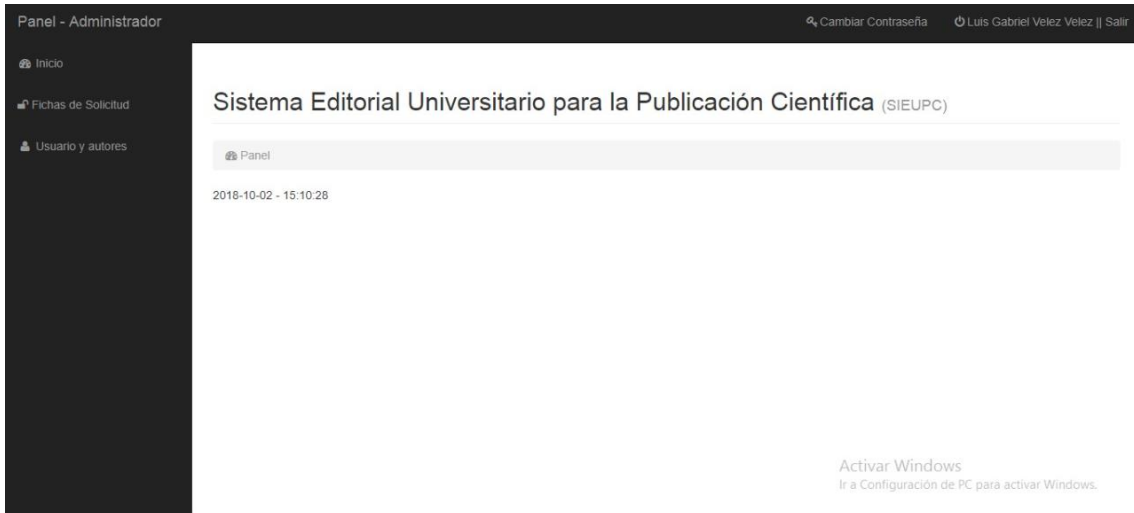 Panel - Administrador
Cambiar Contraseña
Luis Gabriel Velez Velez || Salir
Inicio
Fichas de Solicitud
Usuario y autores
Sistema Editorial Universitario para la Publicación Científica (SIEUPC)
Panel
2018-10-02 - 15:10:28
Activar Windows
Ir a Configuración de PC para activar Windows.